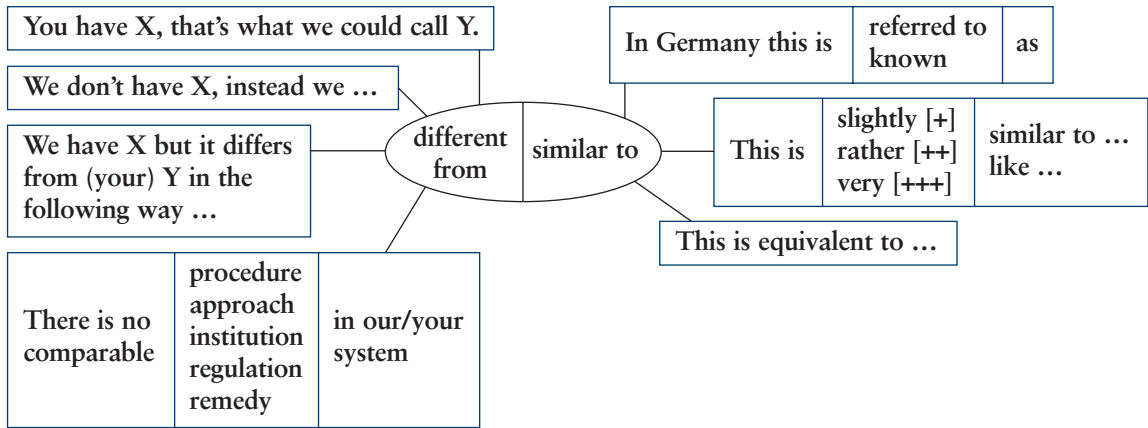 You have X, that's what we could call Y.
We don't have X, instead we …
We have X but it differs
from (your) Y in the
following way …
There is no
comparable
procedure
approach
institution
regulation
remedy
in our/your
system
different
from
similar to
In Germany this is
referred to
known
as
This is
slightly [+]
rather [++]
very [+++]
similar to …
like …
This is equivalent to …